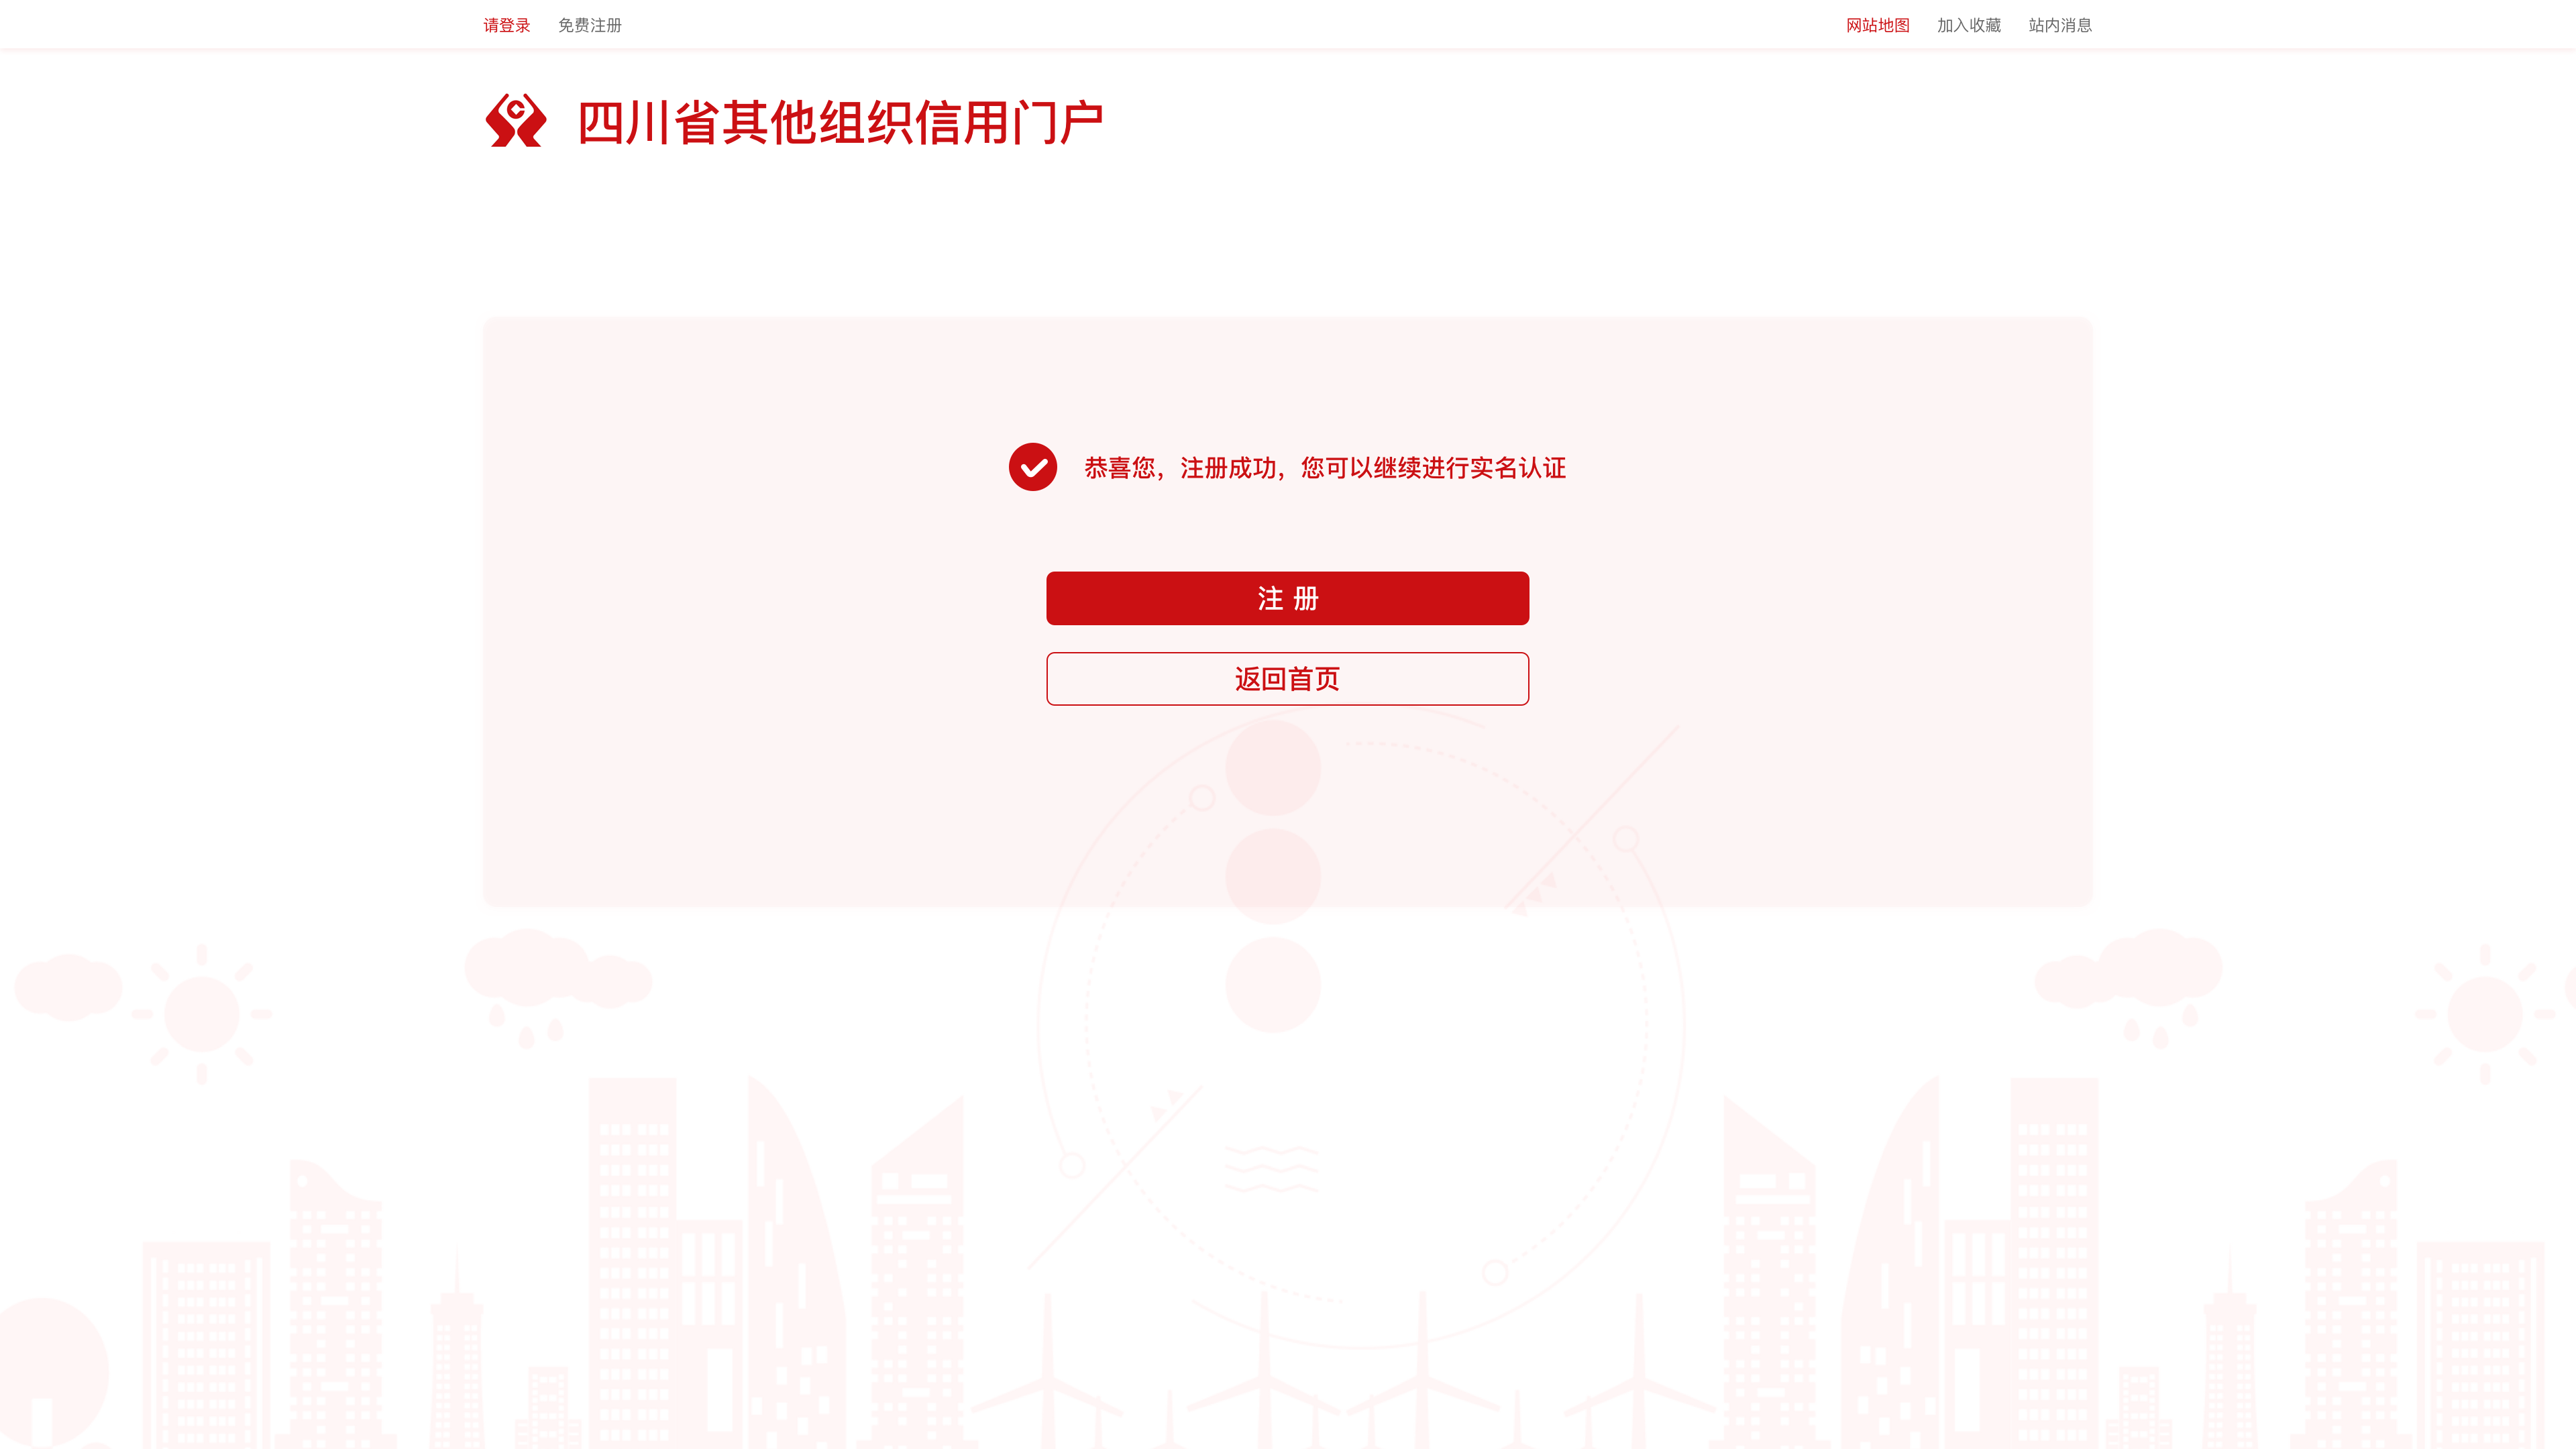 请登录 免费注册 网站地图 加入收藏 站内消息
四川省其他组织信用门户
恭喜您，注册成功，您可以继续进行实名认证
注 册
返回首页